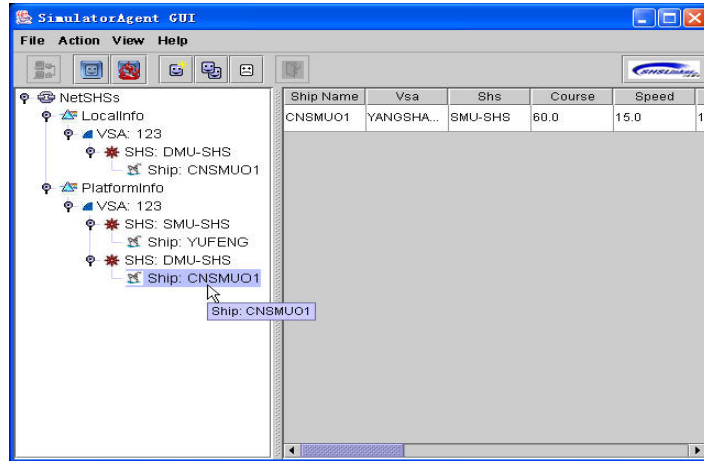 SimulatorAgent GUI
File Action View Help
SHSLinker
NetSHSs
LocalInfo
VSA: 123
SHS: DMU-SHS
Ship: CNSMUO1
PlatformInfo
VSA: 123
SHS: SMU-SHS
Ship: YUFENG
SHS: DMU-SHS
Ship: CNSMUO1
Ship: CNSMUO1
Ship Name Vsa Shs Course Speed
CNSMUO1 YANGSHA... SMU-SHS 60.0 15.0 1